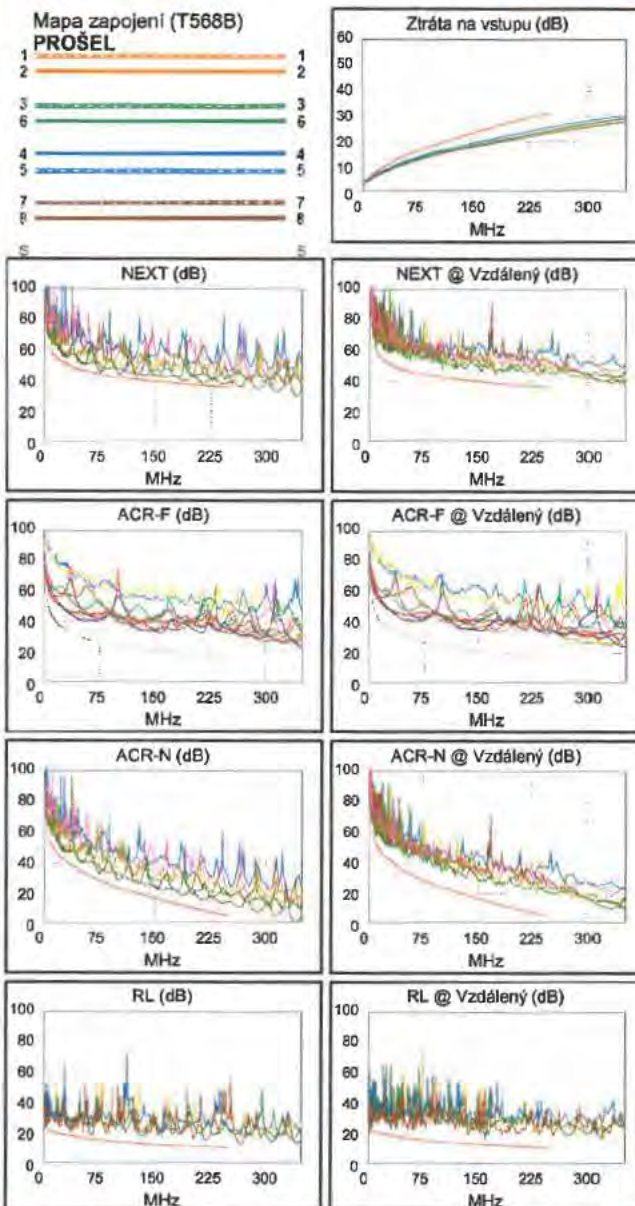 Mapa zapojení (T568B)
PROŠEL
1 1
2 2
3 3
6 6
4 4
5 5
7 7
8 8
S S
Ztráta na vstupu (dB)
60
50
40
30
20
10
0
0 75 150 225 300
MHz
NEXT (dB)
100
80
60
40
20
0
0 75 150 225 300
MHz
NEXT @ Vzdálený (dB)
100
80
60
40
20
0
0 75 150 225 300
MHz
ACR-F (dB)
100
80
60
40
20
0
0 75 150 225 300
MHz
ACR-F @ Vzdálený (dB)
100
80
60
40
20
0
0 75 150 225 300
MHz
ACR-N (dB)
100
80
60
40
20
0
0 75 150 225 300
MHz
ACR-N @ Vzdálený (dB)
100
80
60
40
20
0
0 75 150 225 300
MHz
RL (dB)
100
80
60
40
20
0
0 75 150 225 300
MHz
RL @ Vzdálený (dB)
100
80
60
40
20
0
0 75 150 225 300
MHz